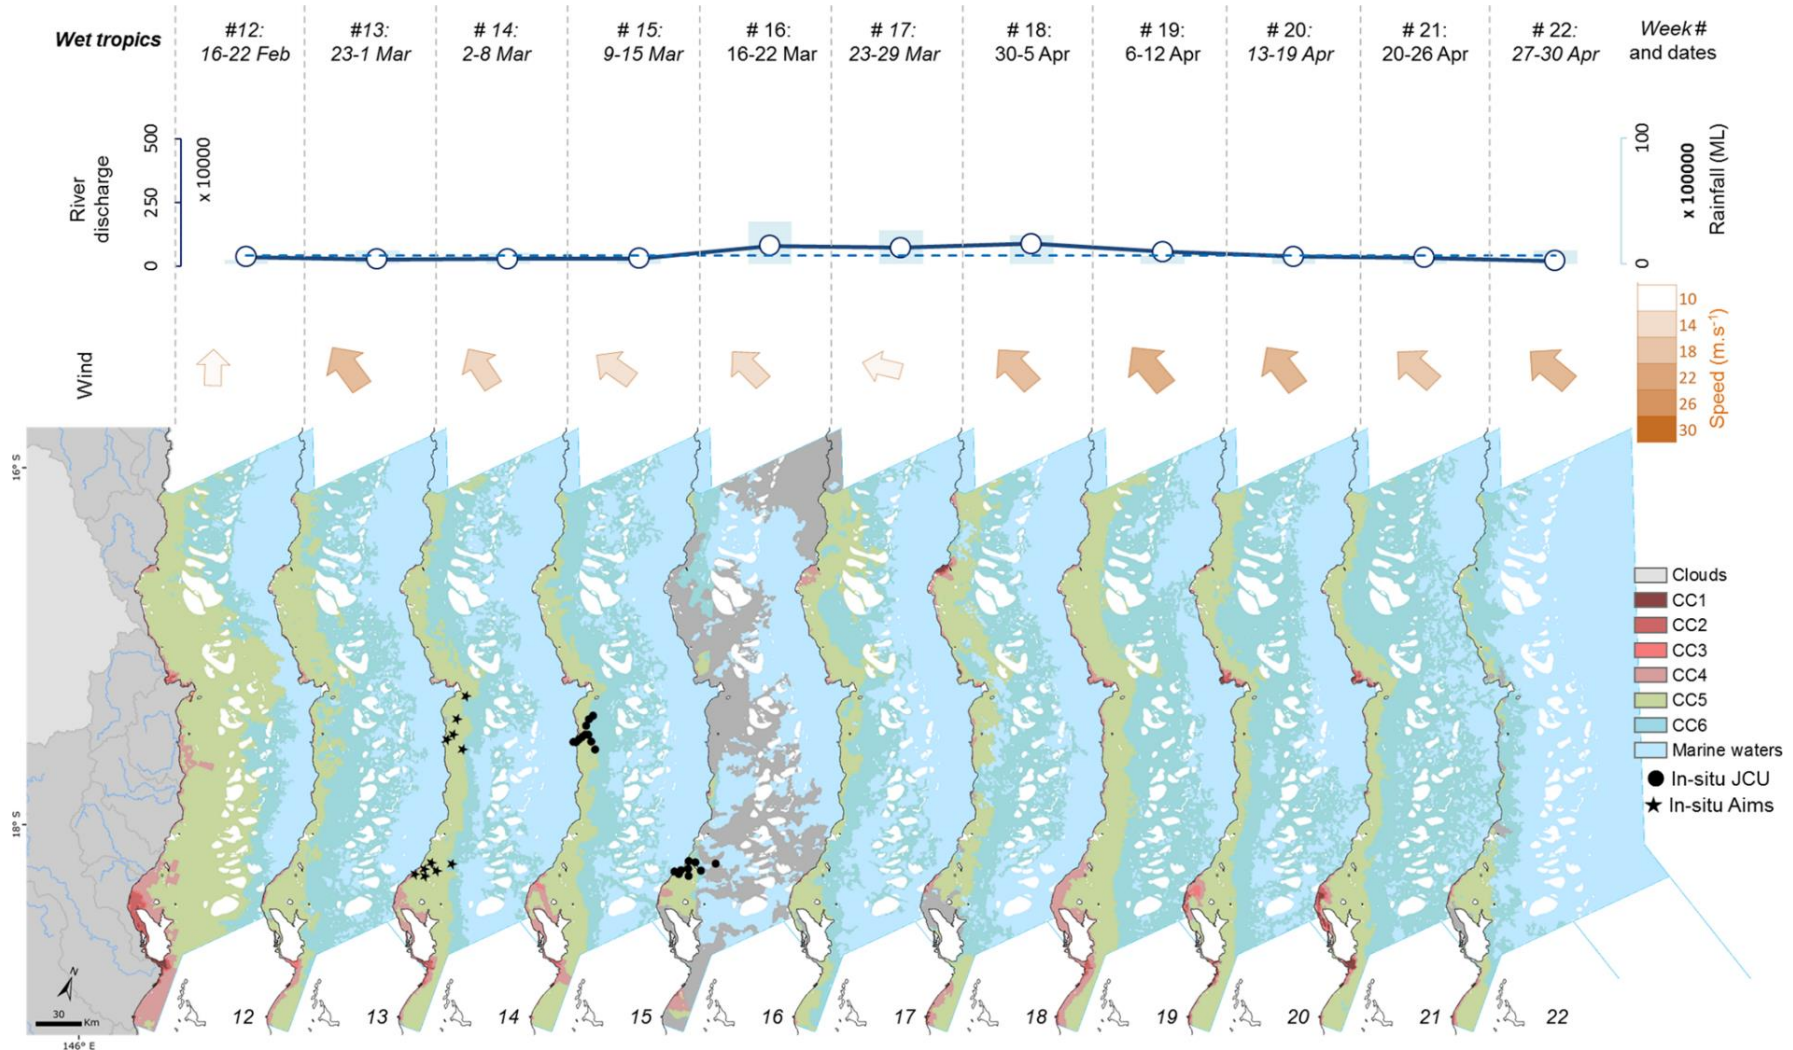 Wet tropics
#12:
16-22 Feb
#13:
23-1 Mar
# 14:
2-8 Mar
# 15:
9-15 Mar
# 16:
16-22 Mar
# 17:
23-29 Mar
# 18:
30-5 Apr
# 19:
6-12 Apr
# 20:
13-19 Apr
# 21:
20-26 Apr
# 22:
27-30 Apr
Week #
and dates
River
discharge
0 250 500
x 10000
0 100
x 100000
Rainfall (ML)
Wind
10
14
18
22
26
30
Speed (m.s-1)
16° S
18° S
Clouds
CC1
CC2
CC3
CC4
CC5
CC6
Marine waters
In-situ JCU
In-situ Aims
N
30
Km
146° E
12
13
14
15
16
17
18
19
20
21
22